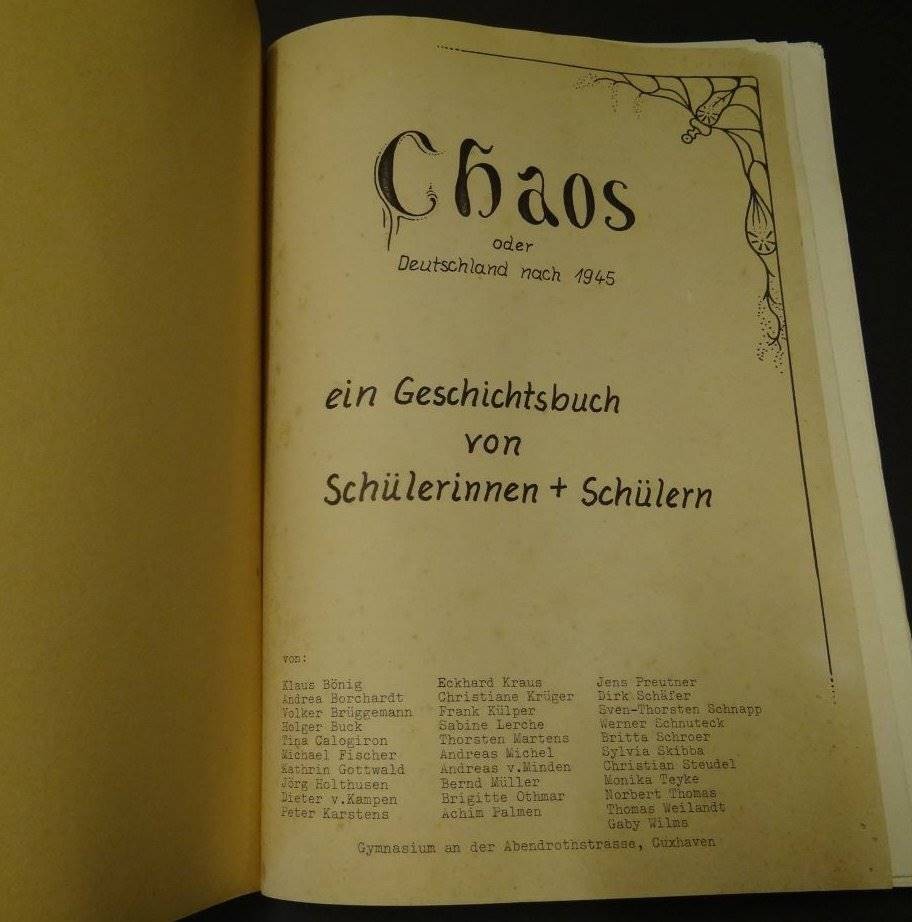 Chaos
oder
Deutschland nach 1945
ein Geschichtsbuch
von
Schülerinnen + Schülern
von:
Klaus Bönig
Andrea Borchardt
Volker Brüggemann
Holger Buck
Tina Calogiron
Michael Fischer
Kathrin Gottwald
Jörg Holthusen
Dieter v.Kampen
Peter Karstens
Eckhard Kraus
Christiane Krüger
Frank Külper
Sabine Lerche
Thorsten Martens
Andreas Michel
Andreas v.Minden
Bernd Müller
Brigitte Othmar
Achim Palmen
Jens Preutner
Dirk Schäfer
Sven-Thorsten Schnapp
Werner Schnuteck
Britta Schroer
Sylvia Skibba
Christian Steudel
Monika Teyke
Norbert Thomas
Thomas Weilandt
Gaby Wilms
Gymnasium an der Abendrothstrasse, Cuxhaven